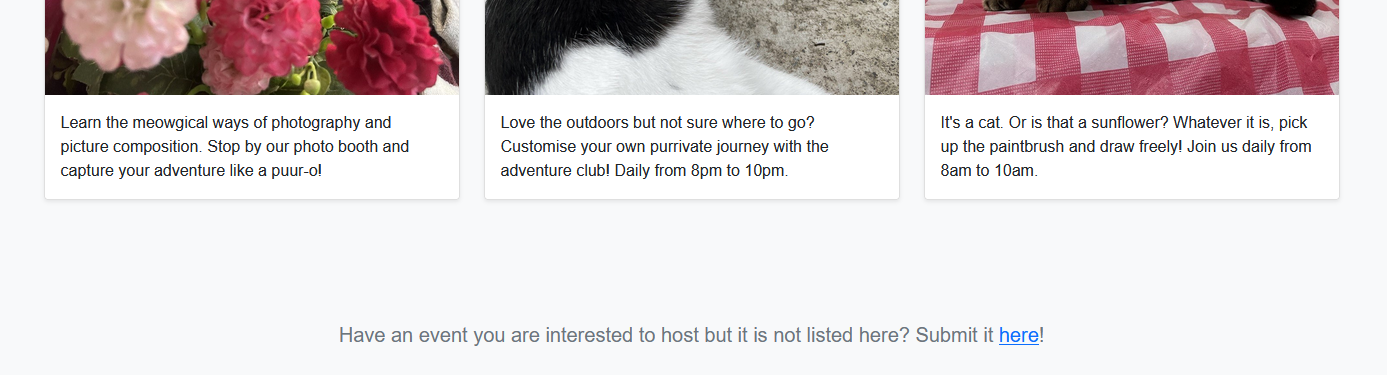 Learn the meowgical ways of photography and
picture composition. Stop by our photo booth and
capture your adventure like a puur-o!
Love the outdoors but not sure where to go?
Customise your own purrivate journey with the
adventure club! Daily from 8pm to 10pm.
It's a cat. Or is that a sunflower? Whatever it is, pick
up the paintbrush and draw freely! Join us daily from
8am to 10am.
Have an event you are interested to host but it is not listed here? Submit it here!